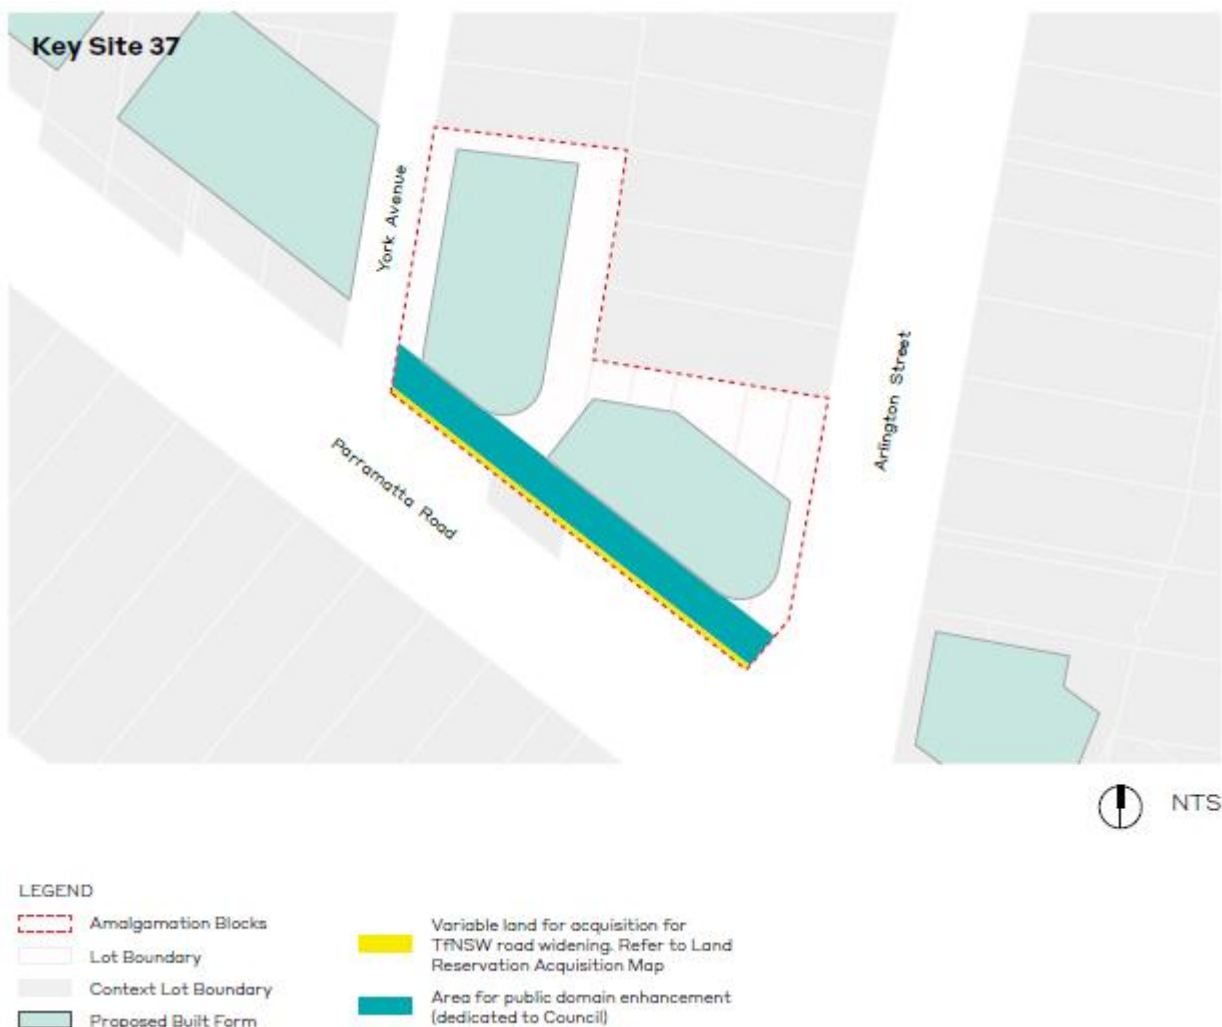 Key Site 37
York Avenue
Arlington Street
Parramatta Road
NTS
LEGEND
Amalgamation Blocks
Lot Boundary
Context Lot Boundary
Proposed Built Form
Variable land for acquisition for
TfNSW road widening. Refer to Land
Reservation Acquisition Map
Area for public domain enhancement
(dedicated to Council)